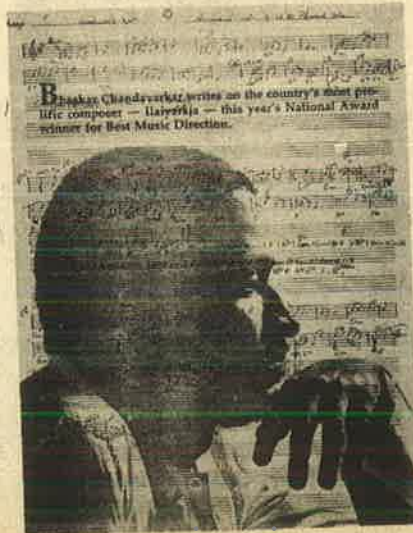 Bhaskar Chandavarkar writes on the country's most pro-
lific composer — Ilaiyarkja — this year's National Award
winner for Best Music Direction.